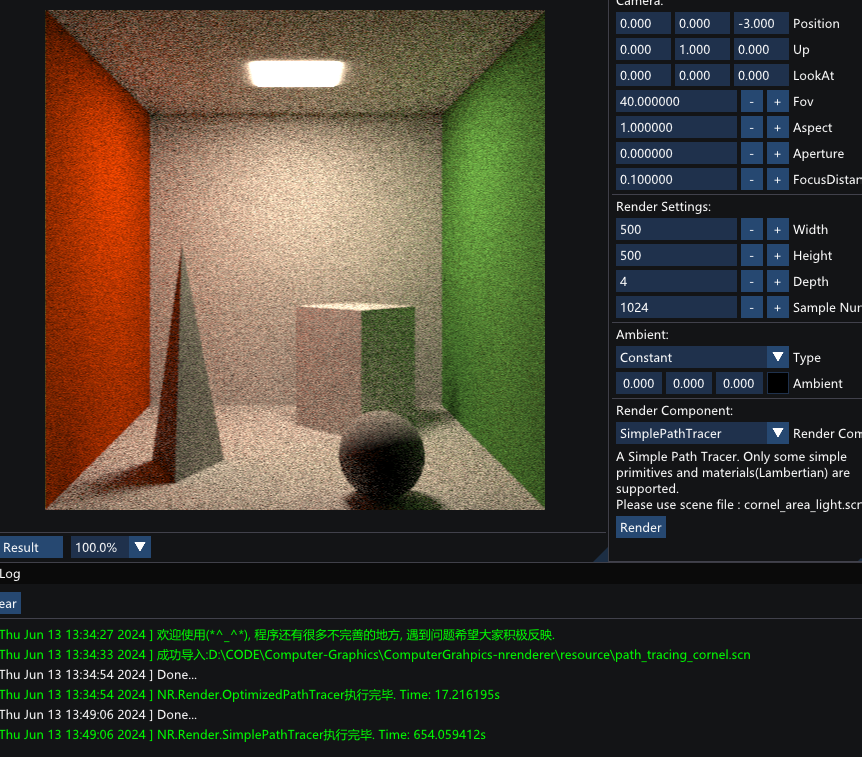 Camera:
0.000 0.000 -3.000 Position
0.000 1.000 0.000 Up
0.000 0.000 0.000 LookAt
40.000000 - + Fov
1.000000 - + Aspect
0.000000 - + Aperture
0.100000 - + FocusDistan
Render Settings:
500 - + Width
500 - + Height
4 - + Depth
1024 - + Sample Nur
Ambient:
Constant Type
0.000 0.000 0.000 Ambient
Render Component:
SimplePathTracer Render Com
A Simple Path Tracer. Only some simple
primitives and materials(Lambertian) are
supported.
Please use scene file : cornel_area_light.scr
Render
Result 100.0%
Log
ear
Thu Jun 13 13:34:27 2024 ] 欢迎使用(*^_^*), 程序还有很多不完善的地方, 遇到问题希望大家积极反映.
Thu Jun 13 13:34:33 2024 ] 成功导入:D:\CODE\Computer-Graphics\ComputerGrahpics-nrenderer\resource\path_tracing_cornel.scn
Thu Jun 13 13:34:54 2024 ] Done...
Thu Jun 13 13:34:54 2024 ] NR.Render.OptimizedPathTracer执行完毕. Time: 17.216195s
Thu Jun 13 13:49:06 2024 ] Done...
Thu Jun 13 13:49:06 2024 ] NR.Render.SimplePathTracer执行完毕. Time: 654.059412s